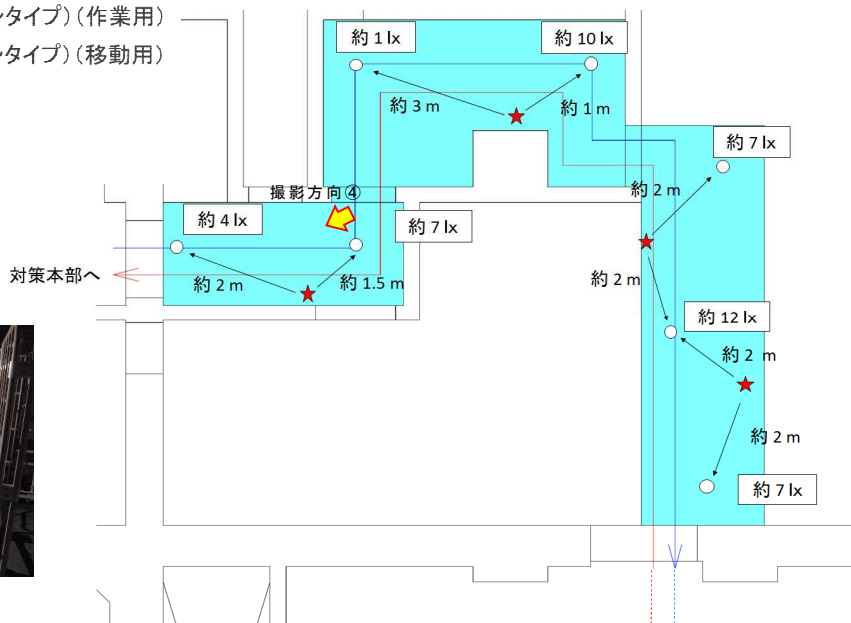 ンタイプ)(作業用)
ンタイプ)(移動用)
約 1 lx
約 10 lx
約 3 m
約 1 m
約 7 lx
約 2 m
撮影方向④
約 4 lx
約 7 lx
対策本部へ
約 2 m
約 1.5 m
約 2 m
約 12 lx
約 2 m
約 2 m
約 7 lx